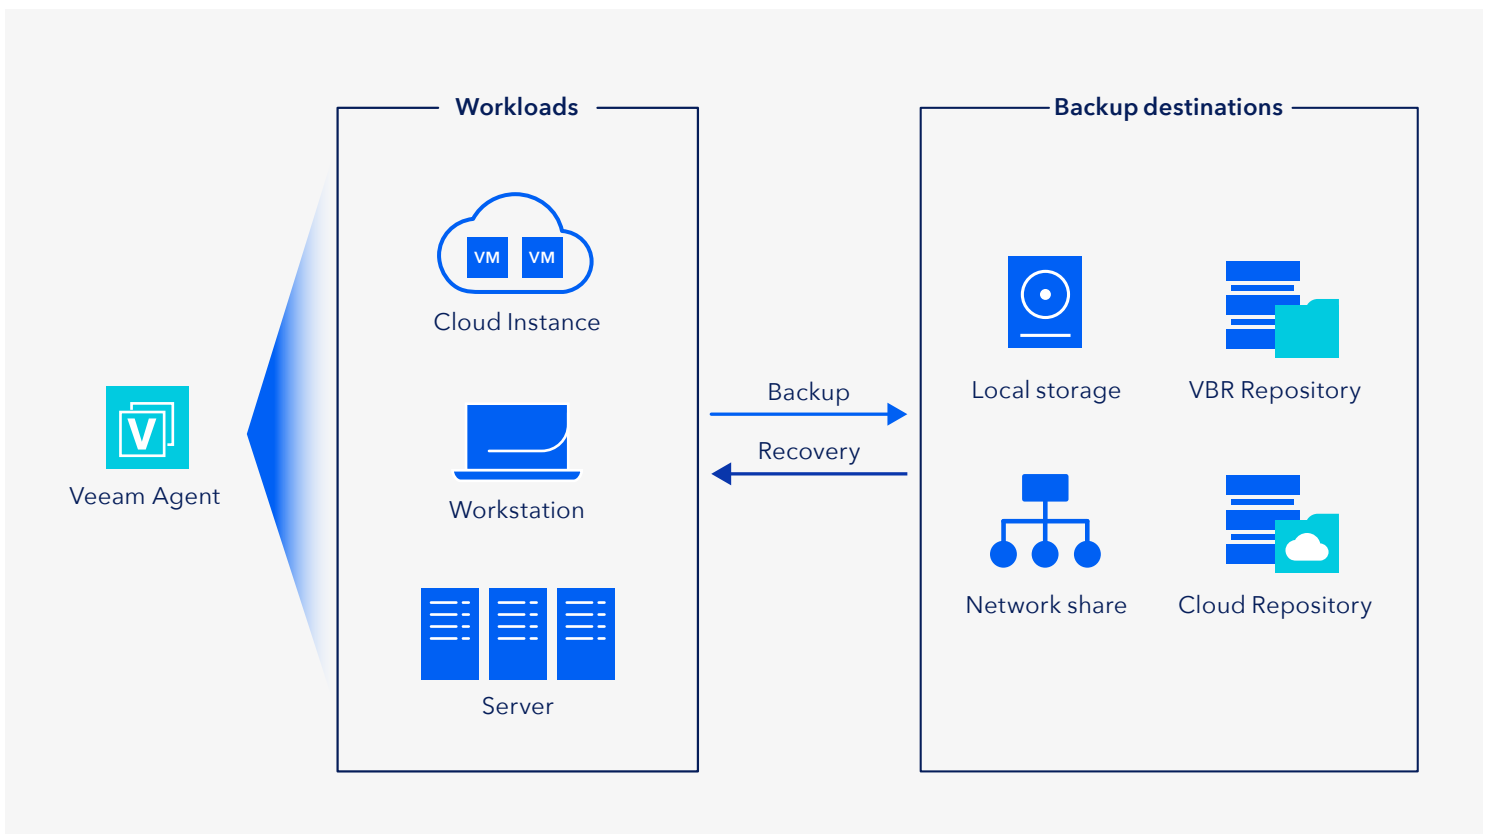 Workloads
Backup destinations
VM VM
Cloud Instance
Veeam Agent
V
Workstation
Server
Backup
Recovery
Local storage
VBR Repository
Network share
Cloud Repository